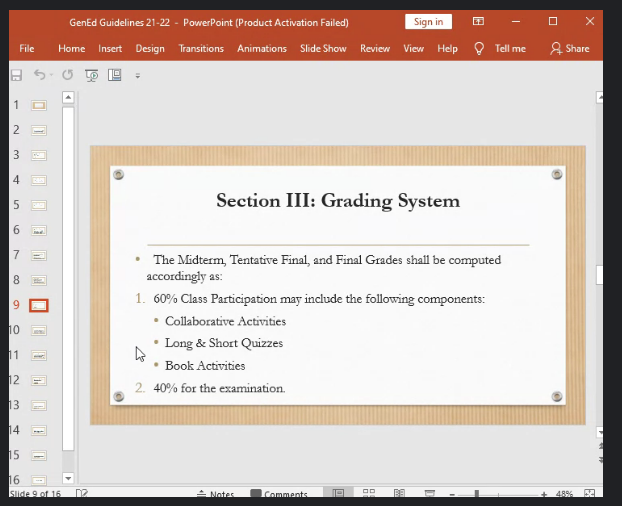 GenEd Guidelines 21-22 - PowerPoint (Product Activation Failed)
Sign in
File Home Insert Design Transitions Animations Slide Show Review View Help Tell me Share
1
2
3
4
5
6
7
8
9
10
11
12
13
14
15
16
Section III: Grading System
• The Midterm, Tentative Final, and Final Grades shall be computed
accordingly as:
1. 60% Class Participation may include the following components:
• Collaborative Activities
• Long & Short Quizzes
• Book Activities
2. 40% for the examination.
Slide 9 of 16 Notes Comments 48%